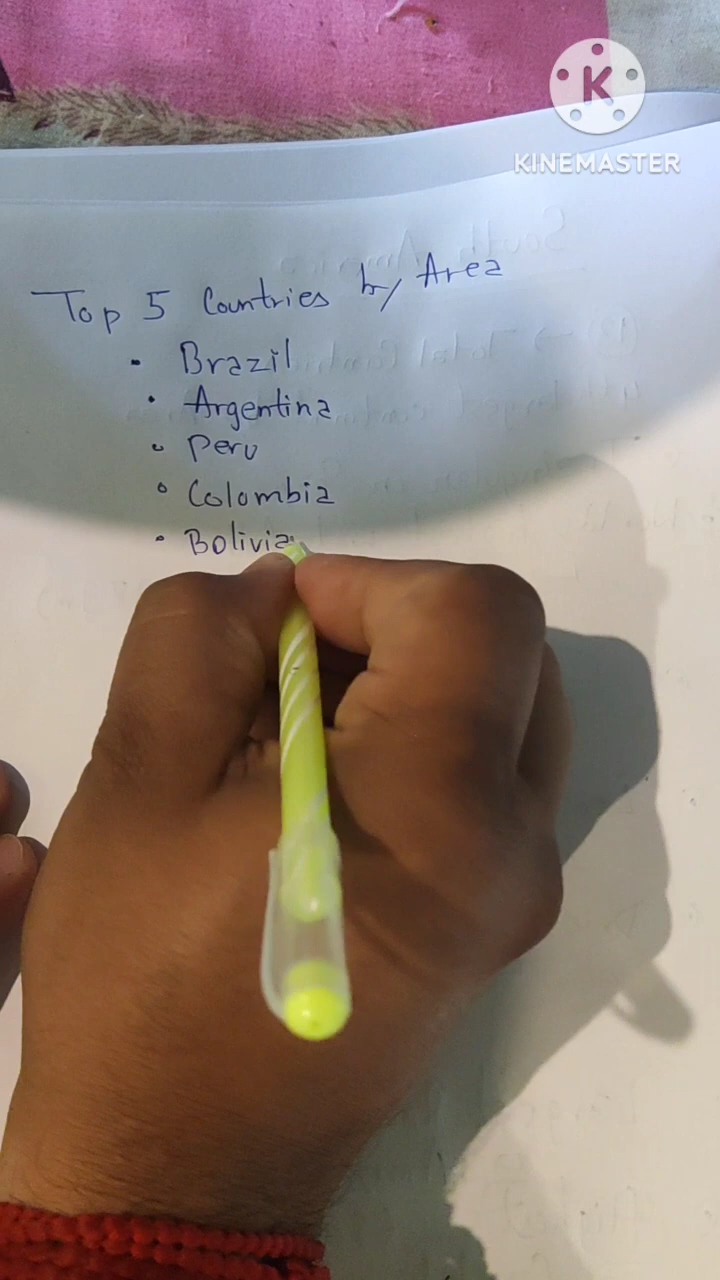 KINEMASTER
Top 5 Countries by Area
• Brazil
• Argentina
• Peru
• Colombia
• Bolivia